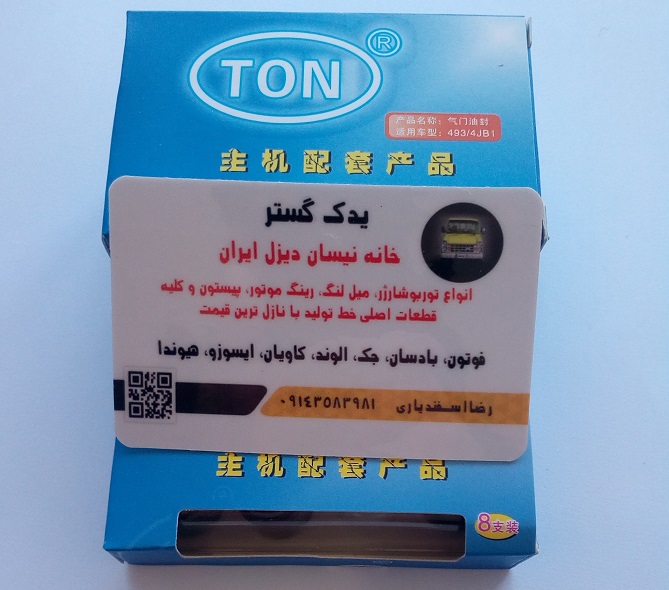 TON®
产品名称：气门油封
适用车型：493/4JB1
主机配套产品
یدک گستر
خانه نیسان دیزل ایران
انواع توربوشارژر، میل لنگ، رینگ موتور، پیستون و کلیه
قطعات اصلی خط تولید با نازل ترین قیمت
فوتون، بادسان، جک، الوند، کاویان، ایسوزو، هیوندا
رضا اسفندیاری ۰۹۱۴۳۵۸۳۹۸۱
主机配套产品
8支装